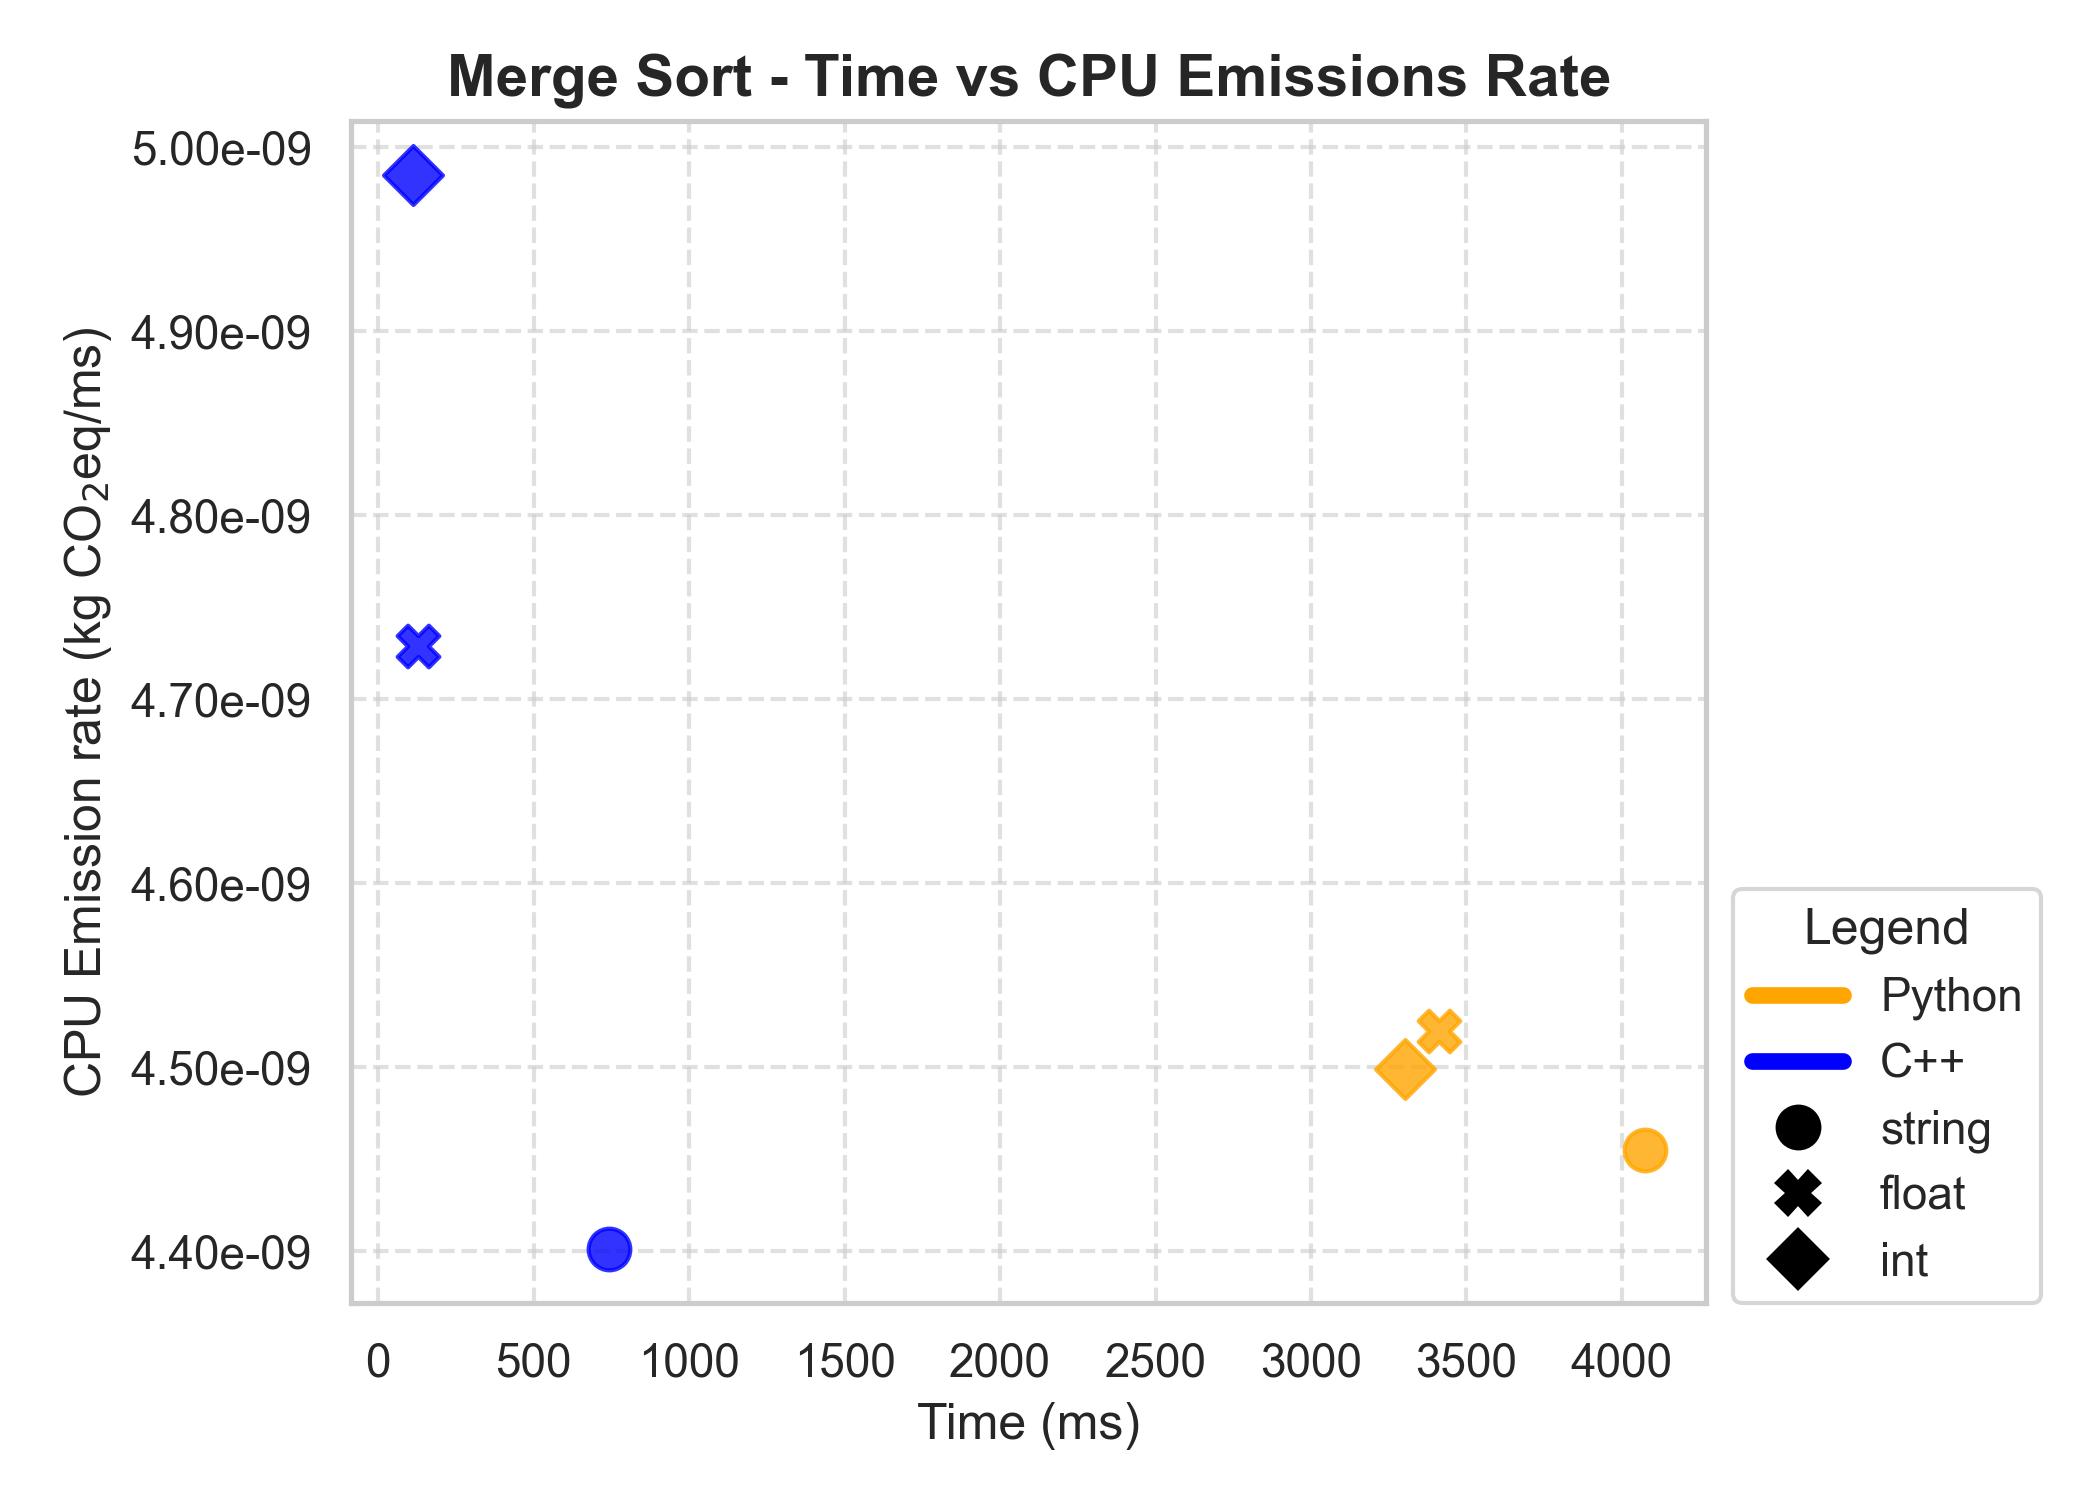 Merge Sort - Time vs CPU Emissions Rate
CPU Emission rate (kg CO₂eq/ms)
5.00e-09
4.90e-09
4.80e-09
4.70e-09
4.60e-09
4.50e-09
4.40e-09
0 500 1000 1500 2000 2500 3000 3500 4000
Time (ms)
Legend
Python
C++
string
float
int